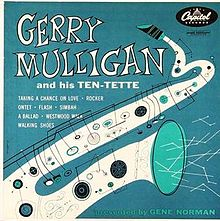 GERRY
MULLIGAN
Capitol
and his TEN-TETTE
TAKING A CHANCE ON LOVE • ROCKER
ONTET • FLASH • SIMBAH
A BALLAD • WESTWOOD WALK
WALKING SHOES
presented by GENE NORMAN